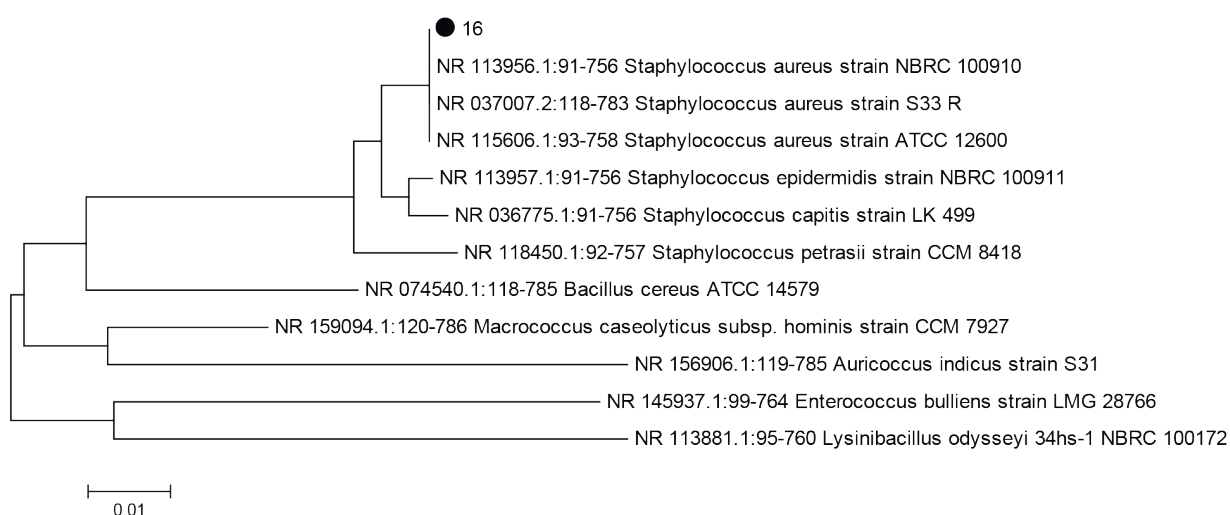 16
NR 113956.1:91-756 Staphylococcus aureus strain NBRC 100910
NR 037007.2:118-783 Staphylococcus aureus strain S33 R
NR 115606.1:93-758 Staphylococcus aureus strain ATCC 12600
NR 113957.1:91-756 Staphylococcus epidermidis strain NBRC 100911
NR 036775.1:91-756 Staphylococcus capitis strain LK 499
NR 118450.1:92-757 Staphylococcus petrasii strain CCM 8418
NR 074540.1:118-785 Bacillus cereus ATCC 14579
NR 159094.1:120-786 Macrococcus caseolyticus subsp. hominis strain CCM 7927
NR 156906.1:119-785 Auricoccus indicus strain S31
NR 145937.1:99-764 Enterococcus bulliens strain LMG 28766
NR 113881.1:95-760 Lysinibacillus odysseyi 34hs-1 NBRC 100172
0.01